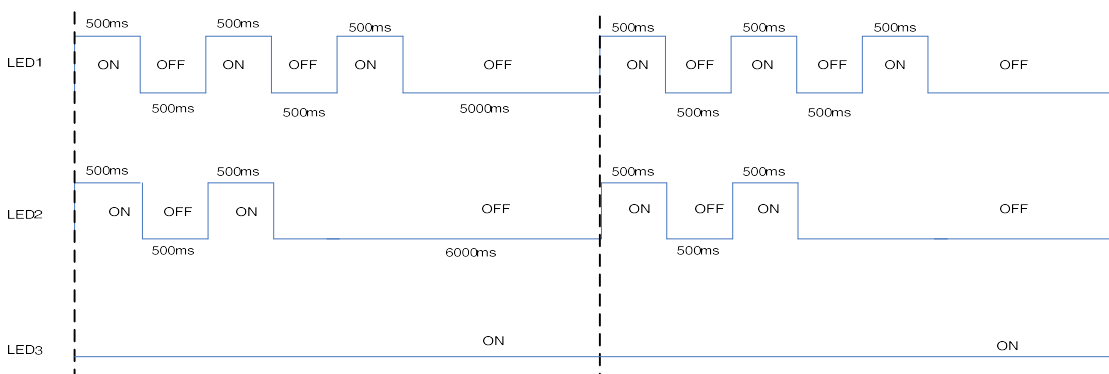 500ms 500ms 500ms 500ms 500ms 500ms
LED1 ON OFF ON OFF ON OFF ON OFF ON OFF ON OFF
500ms 500ms 5000ms 500ms 500ms
500ms 500ms 500ms 500ms
LED2 ON OFF ON OFF ON OFF ON OFF
500ms 6000ms 500ms
LED3 ON ON